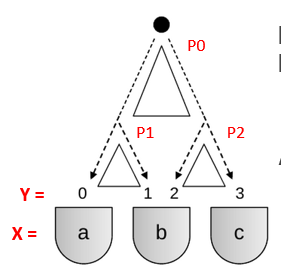 P0
P1 P2
Y = 0 1 2 3
X = a b c